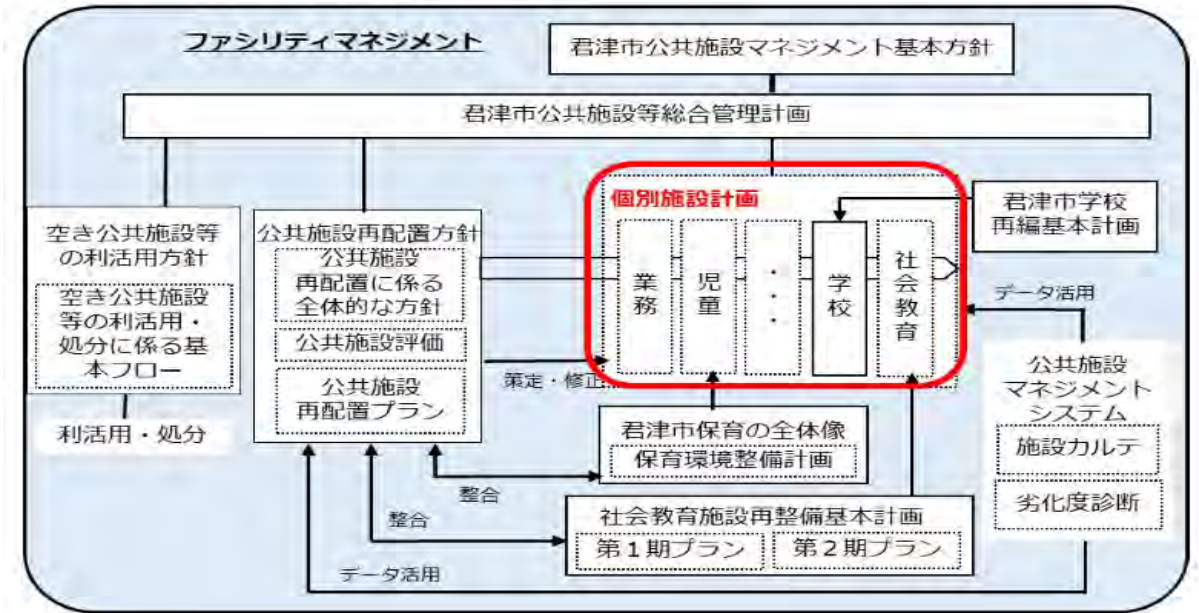 ファシリティマネジメント
君津市公共施設マネジメント基本方針
君津市公共施設等総合管理計画
空き公共施設等
の利活用方針
空き公共施設
等の利活用・
処分に係る基
本フロー
利活用・処分
公共施設再配置方針
公共施設
再配置に係る
全体的な方針
公共施設評価
公共施設
再配置プラン
策定・修正
個別施設計画
業務
児童
・・・
学校
社会教育
君津市学校
再編基本計画
データ活用
公共施設
マネジメント
システム
施設カルテ
劣化度診断
君津市保育の全体像
保育環境整備計画
整合
社会教育施設再整備基本計画
第1期プラン
第2期プラン
整合
データ活用